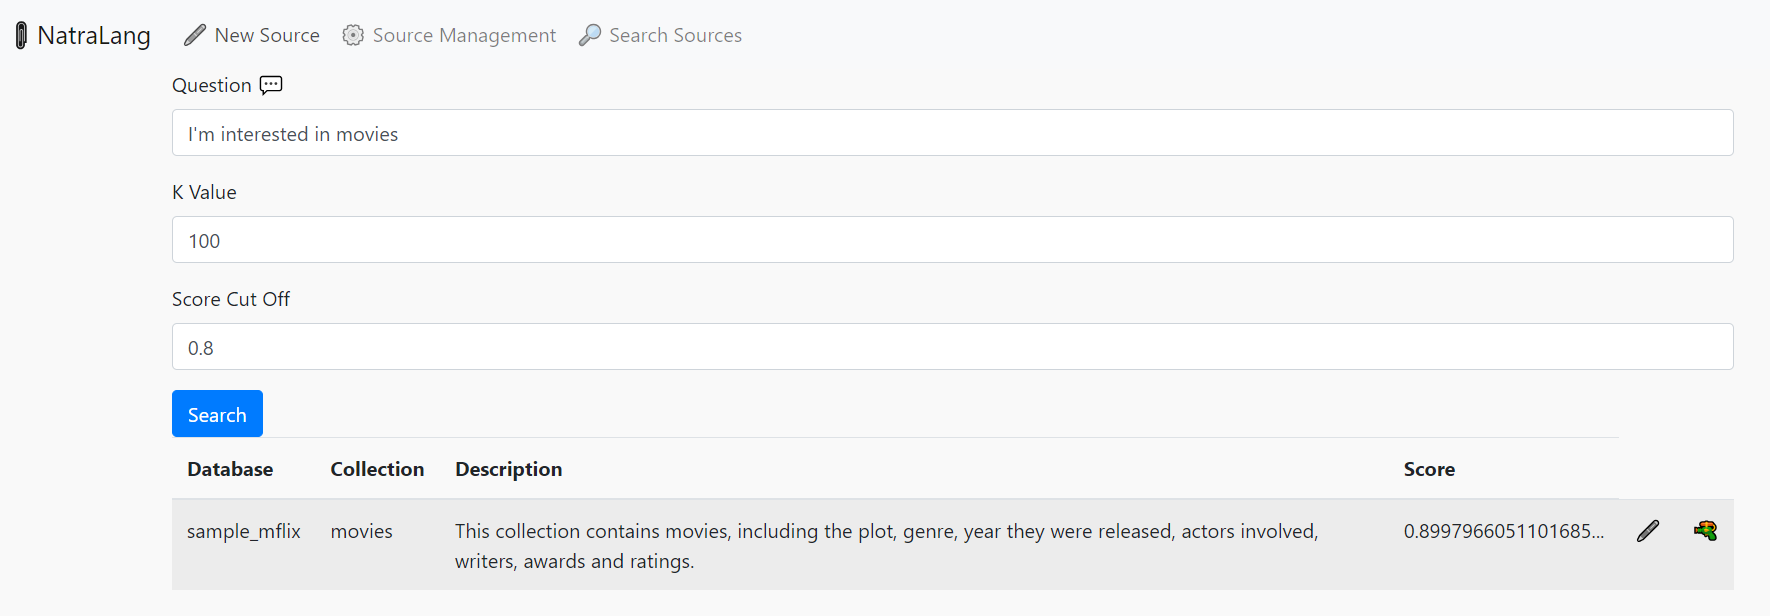 NatraLang New Source Source Management Search Sources
Question
I'm interested in movies
K Value
100
Score Cut Off
0.8
Search
Database Collection Description Score
sample_mflix movies This collection contains movies, including the plot, genre, year they were released, actors involved, 0.8997966051101685...
writers, awards and ratings.